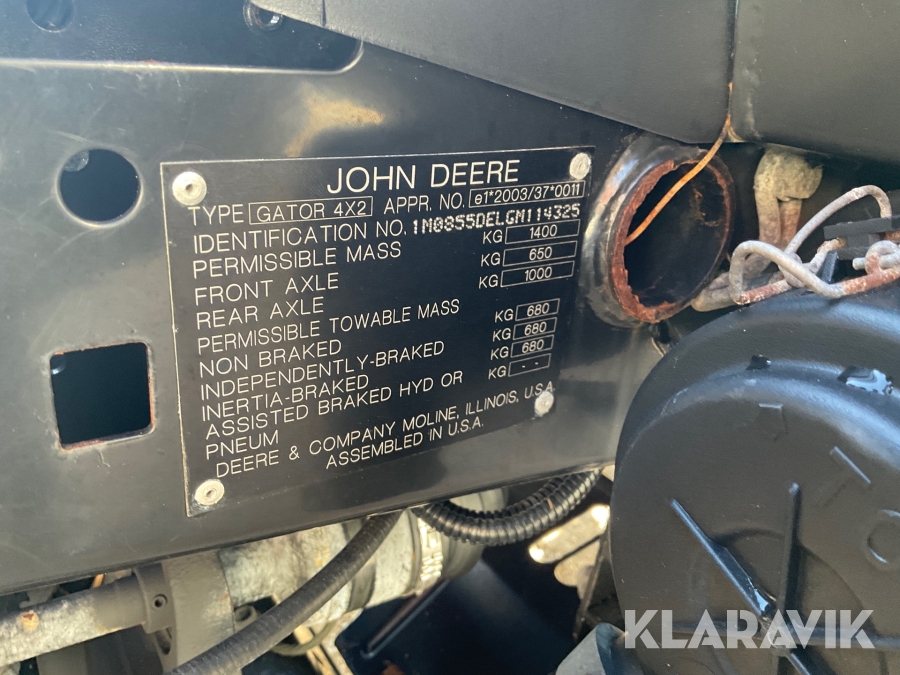 JOHN DEERE
TYPE GATOR 4X2 APPR. NO. e1*2003/37*0011
IDENTIFICATION NO. 1M0855DELGM114325
PERMISSIBLE MASS KG 1400
FRONT AXLE KG 650
REAR AXLE KG 1000
PERMISSIBLE TOWABLE MASS
NON BRAKED KG 680
INDEPENDENTLY-BRAKED KG 680
INERTIA-BRAKED KG 680
ASSISTED BRAKED HYD OR KG - -
PNEUM
DEERE & COMPANY MOLINE, ILLINOIS, U.S.A.
ASSEMBLED IN U.S.A.
KLARAVIK